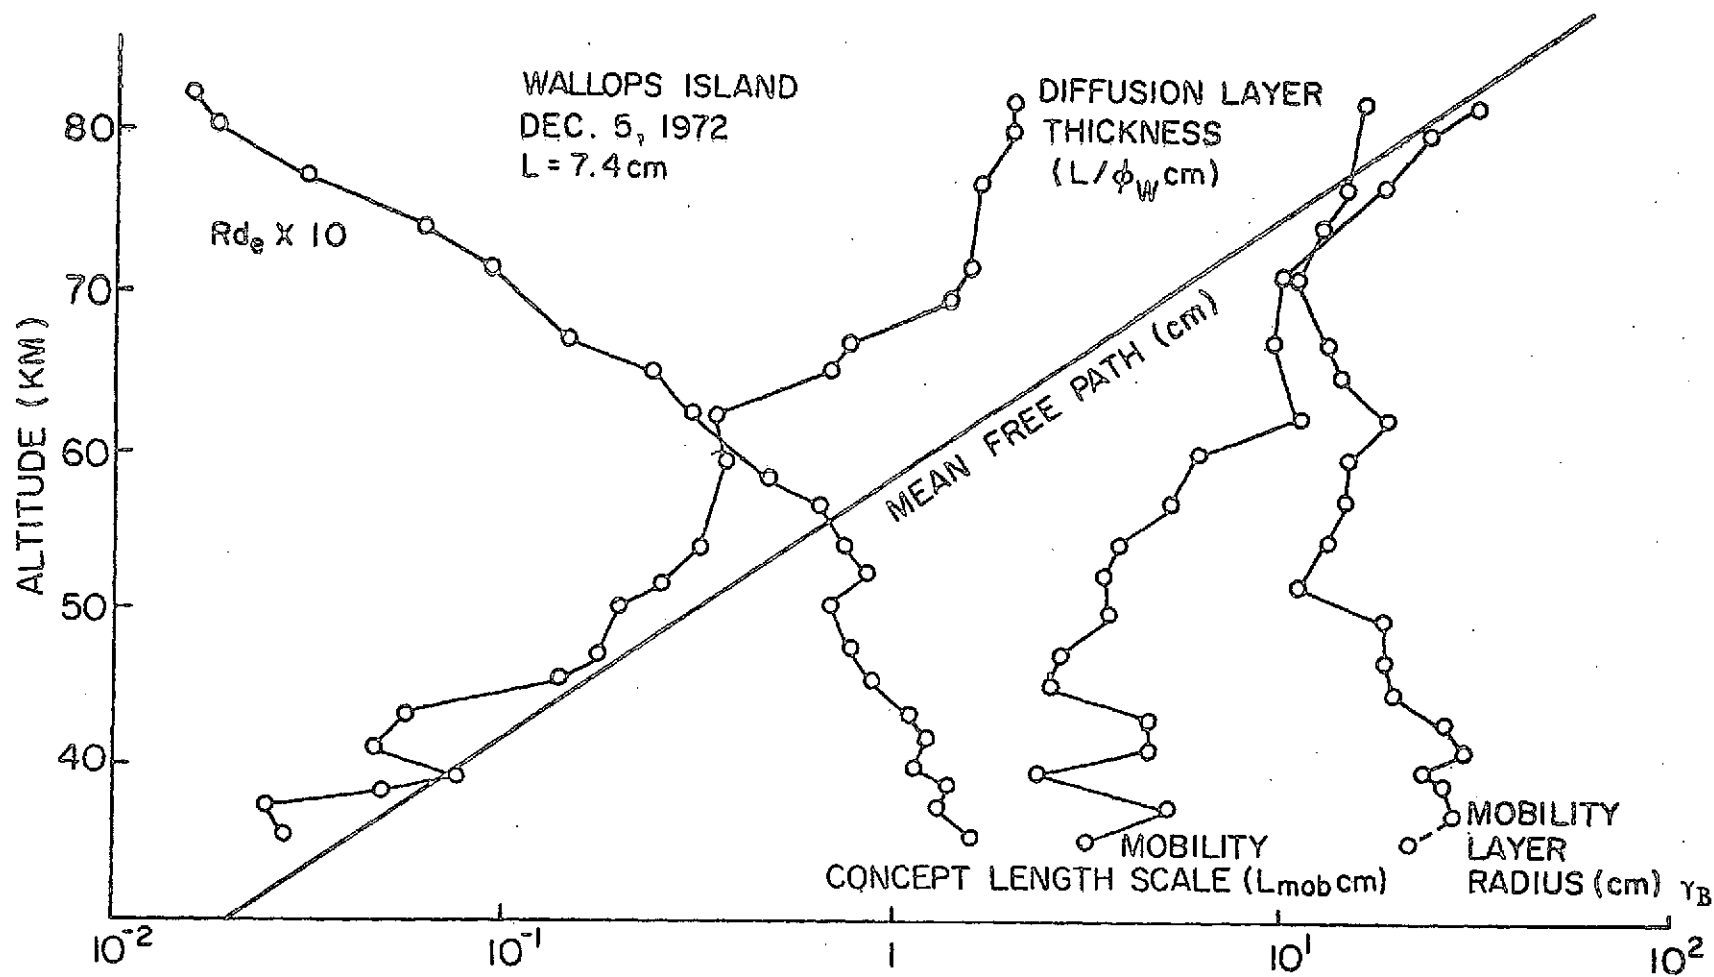 WALLOPS ISLAND
DEC. 5, 1972
L = 7.4 cm
DIFFUSION LAYER
THICKNESS
(L/ϕW cm)
Rde X 10
MEAN FREE PATH (cm)
ALTITUDE (KM)
80
70
60
50
40
MOBILITY
CONCEPT LENGTH SCALE (Lmob cm)
MOBILITY
LAYER
RADIUS (cm) γB
10-2
10-1
1
101
102